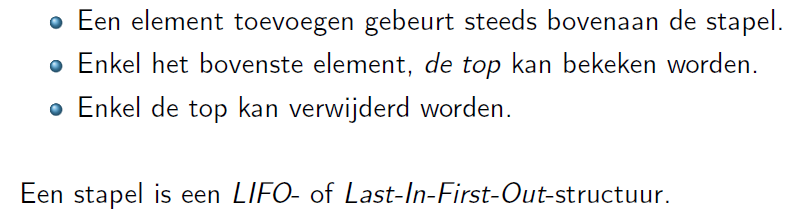 Een element toevoegen gebeurt steeds bovenaan de stapel.
Enkel het bovenste element, de top kan bekeken worden.
Enkel de top kan verwijderd worden.
Een stapel is een LIFO- of Last-In-First-Out-structuur.